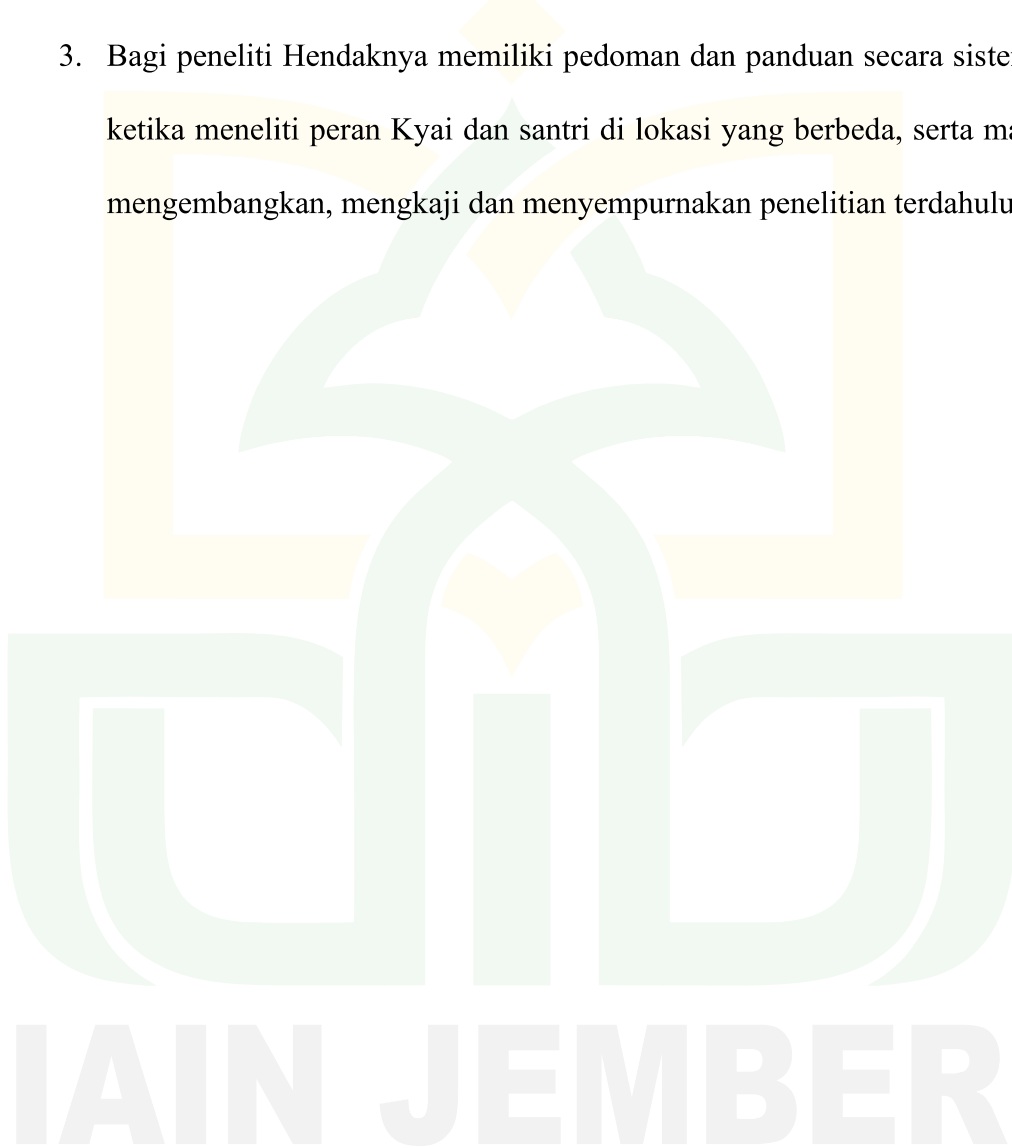 3. Bagi peneliti Hendaknya memiliki pedoman dan panduan secara
ketika meneliti peran Kyai dan santri di lokasi yang berbeda, serta
mengembangkan, mengkaji dan menyempurnakan penelitian terdahulu
IAIN JEMBER